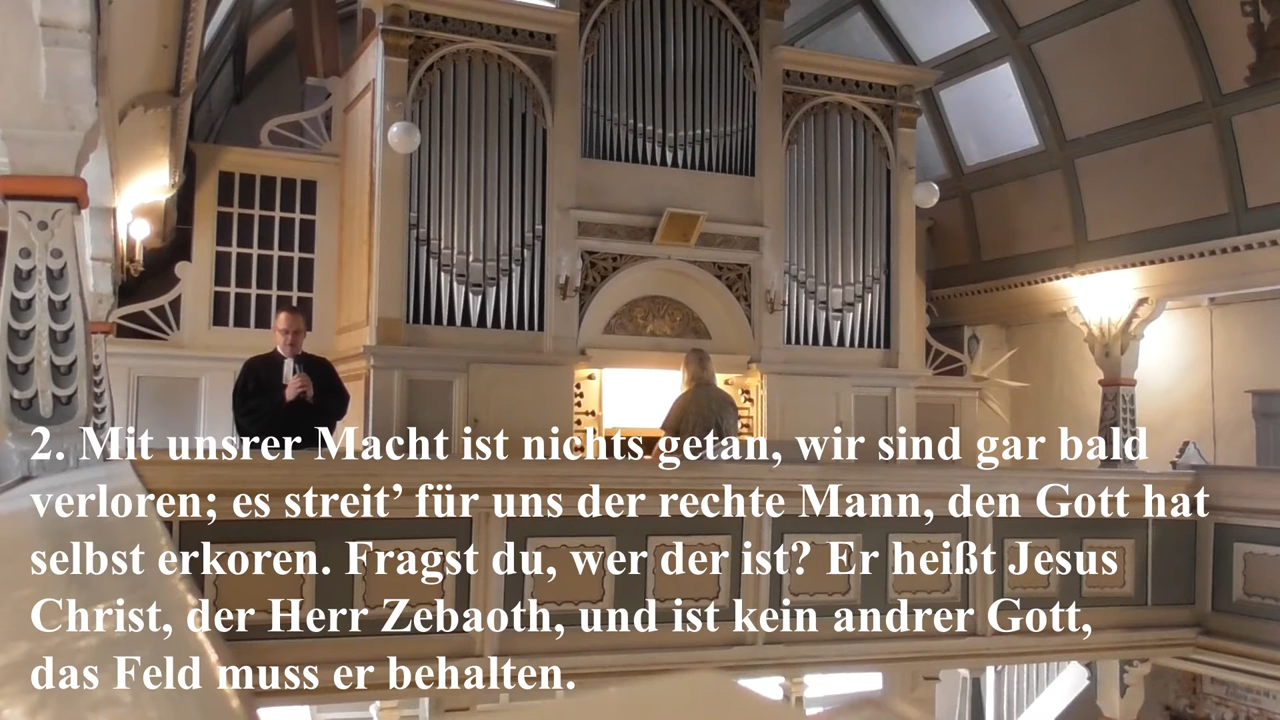 2. Mit unsrer Macht ist nichts getan, wir sind gar bald
verloren; es streit’ für uns der rechte Mann, den Gott hat
selbst erkoren. Fragst du, wer der ist? Er heißt Jesus
Christ, der Herr Zebaoth, und ist kein andrer Gott,
das Feld muss er behalten.